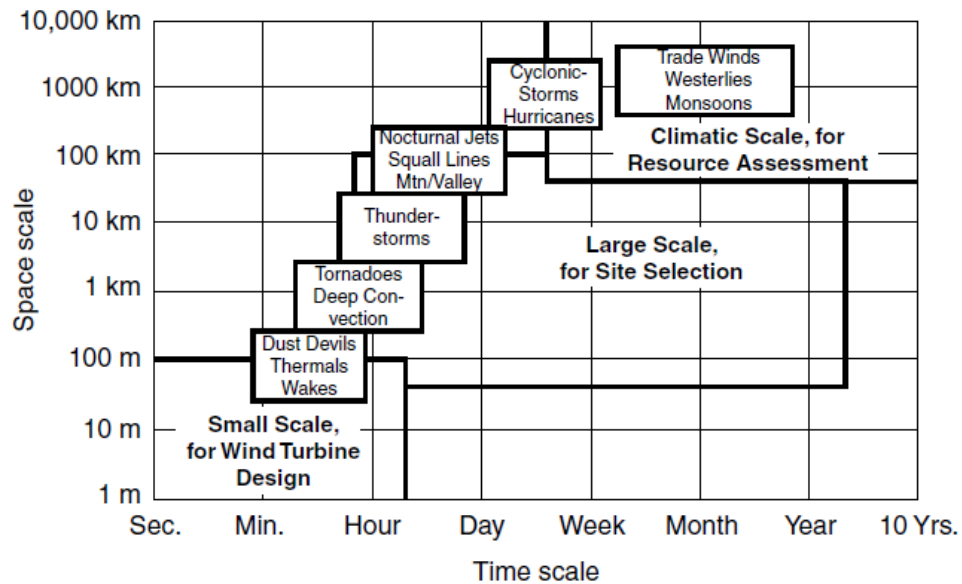 10,000 km
1000 km
100 km
10 km
1 km
100 m
10 m
1 m
Space scale
Cyclonic-
Storms
Hurricanes
Trade Winds
Westerlies
Monsoons
Nocturnal Jets
Squall Lines
Mtn/Valley
Climatic Scale, for
Resource Assessment
Thunder-
storms
Large Scale,
for Site Selection
Tornadoes
Deep Con-
vection
Dust Devils
Thermals
Wakes
Small Scale,
for Wind Turbine
Design
Sec.
Min.
Hour
Day
Week
Month
Year
10 Yrs.
Time scale